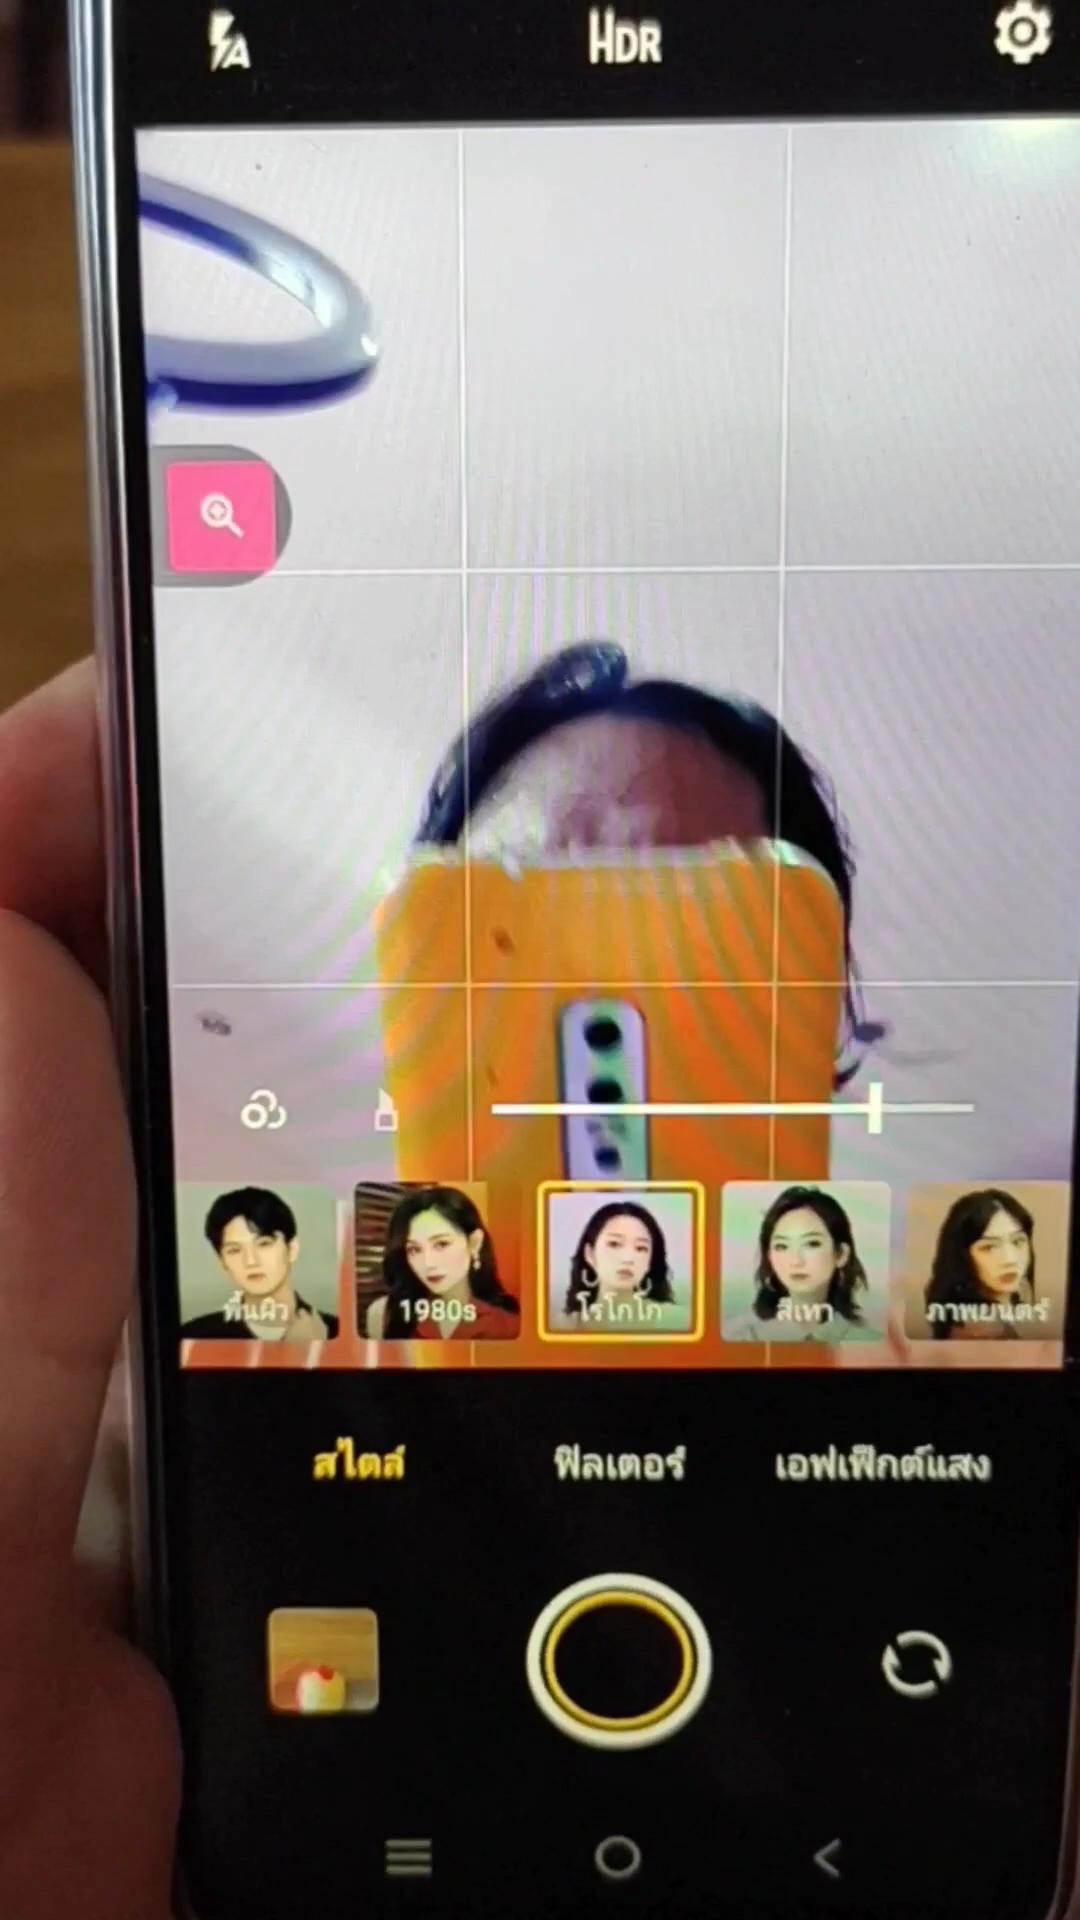 A
HDR
พื้นผิว
1980s
โรโกโก
สีเทา
ภาพยนตร์
สไตล์
ฟิลเตอร์
เอฟเฟ็กต์แสง